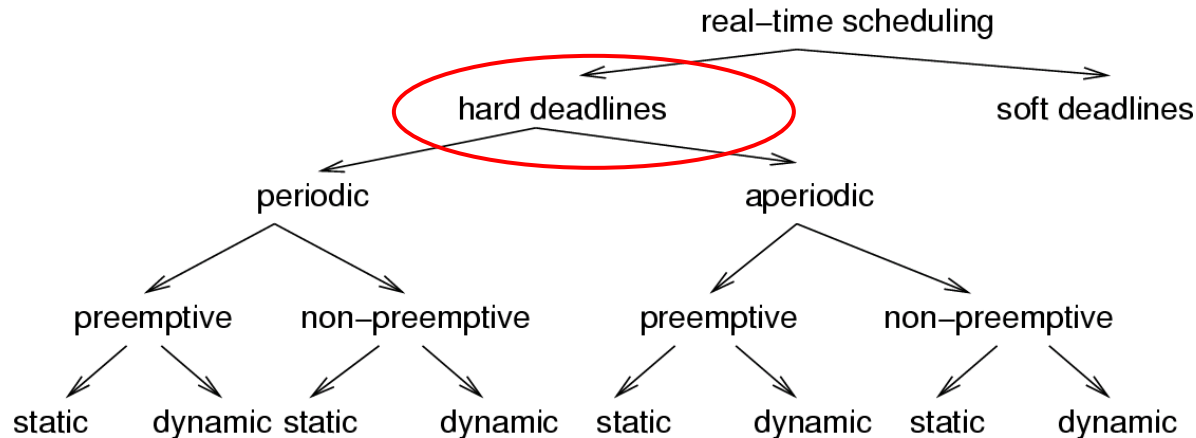 real−time scheduling
hard deadlines soft deadlines
periodic aperiodic
preemptive non−preemptive preemptive non−preemptive
static dynamic static dynamic static dynamic static dynamic